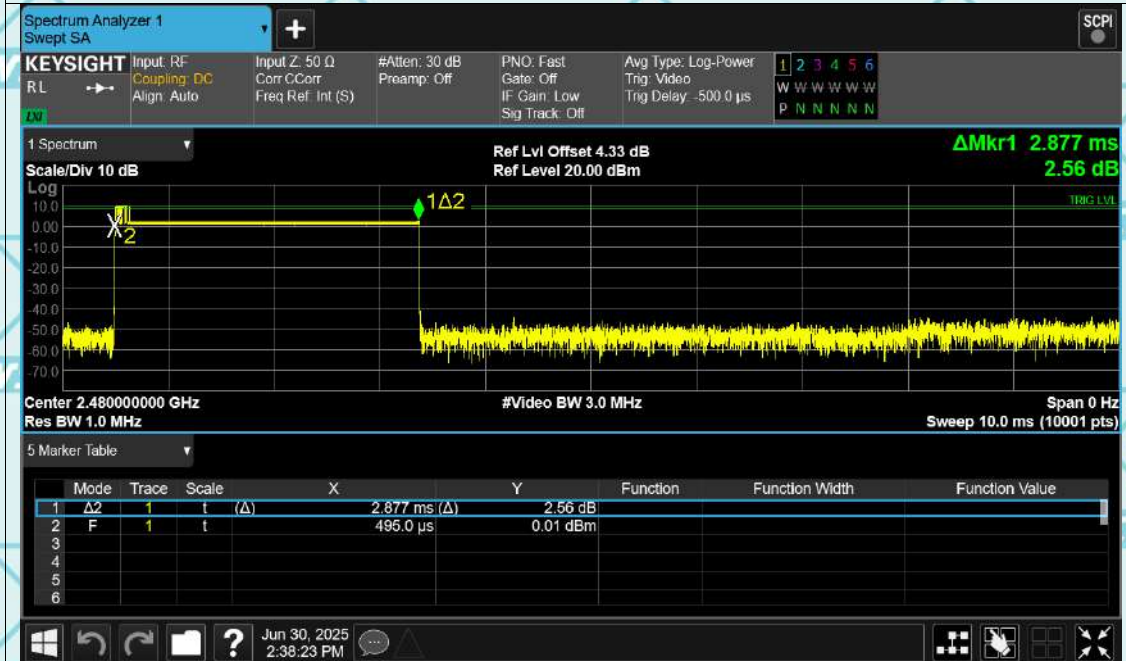 Spectrum Analyzer 1
Swept SA
+
SCPI
KEYSIGHT
RL
LXI
Input: RF
Coupling: DC
Align: Auto
Input Z: 50 Ω
Corr CCorr
Freq Ref: Int (S)
#Atten: 30 dB
Preamp: Off
PNO: Fast
Gate: Off
IF Gain: Low
Sig Track: Off
Avg Type: Log-Power
Trig: Video
Trig Delay: -500.0 µs
1 2 3 4 5 6
W W W W W W
P N N N N N
1 Spectrum
Scale/Div 10 dB
Ref Lvl Offset 4.33 dB
Ref Level 20.00 dBm
ΔMkr1 2.877 ms
2.56 dB
Log
10.0
0.00
-10.0
-20.0
-30.0
-40.0
-50.0
-60.0
-70.0
1Δ2
2
TRIG LVL
Center 2.480000000 GHz
#Video BW 3.0 MHz
Span 0 Hz
Res BW 1.0 MHz
Sweep 10.0 ms (10001 pts)
5 Marker Table
Mode Trace Scale X Y Function Function Width Function Value
1 Δ2 1 t (Δ) 2.877 ms (Δ) 2.56 dB
2 F 1 t 495.0 µs 0.01 dBm
3
4
5
6
?
Jun 30, 2025
2:38:23 PM